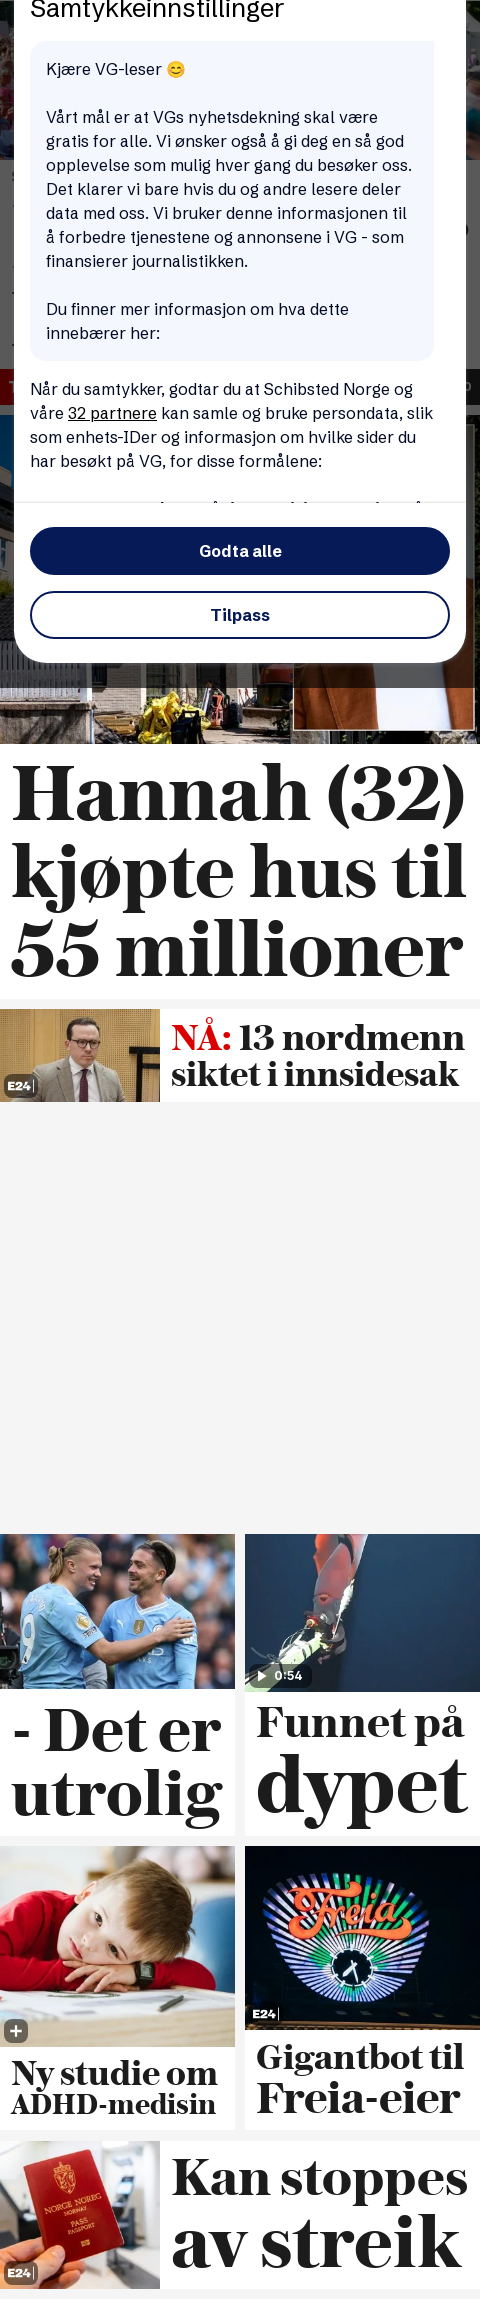 Samtykkeinnstillinger
Kjære VG-leser 😊
Vårt mål er at VGs nyhetsdekning skal være
gratis for alle. Vi ønsker også å gi deg en så god
opplevelse som mulig hver gang du besøker oss.
Det klarer vi bare hvis du og andre lesere deler
data med oss. Vi bruker denne informasjonen til
å forbedre tjenestene og annonsene i VG - som
finansierer journalistikken.
Du finner mer informasjon om hva dette
innebærer her:
Når du samtykker, godtar du at Schibsted Norge og
våre 32 partnere kan samle og bruke persondata, slik
som enhets-IDer og informasjon om hvilke sider du
har besøkt på VG, for disse formålene:
Godta alle
Tilpass
Hannah (32)
kjøpte hus til
55 millioner
E24
NÅ: 13 nordmenn
siktet i innsidesak
9
0:54
- Det er
utrolig
Funnet på
dypet
Freia
E24
Ny studie om
ADHD-medisin
Gigantbot til
Freia-eier
NORGE NOREG
NORWAY
PASS
PASSPORT
E24
Kan stoppes
av streik